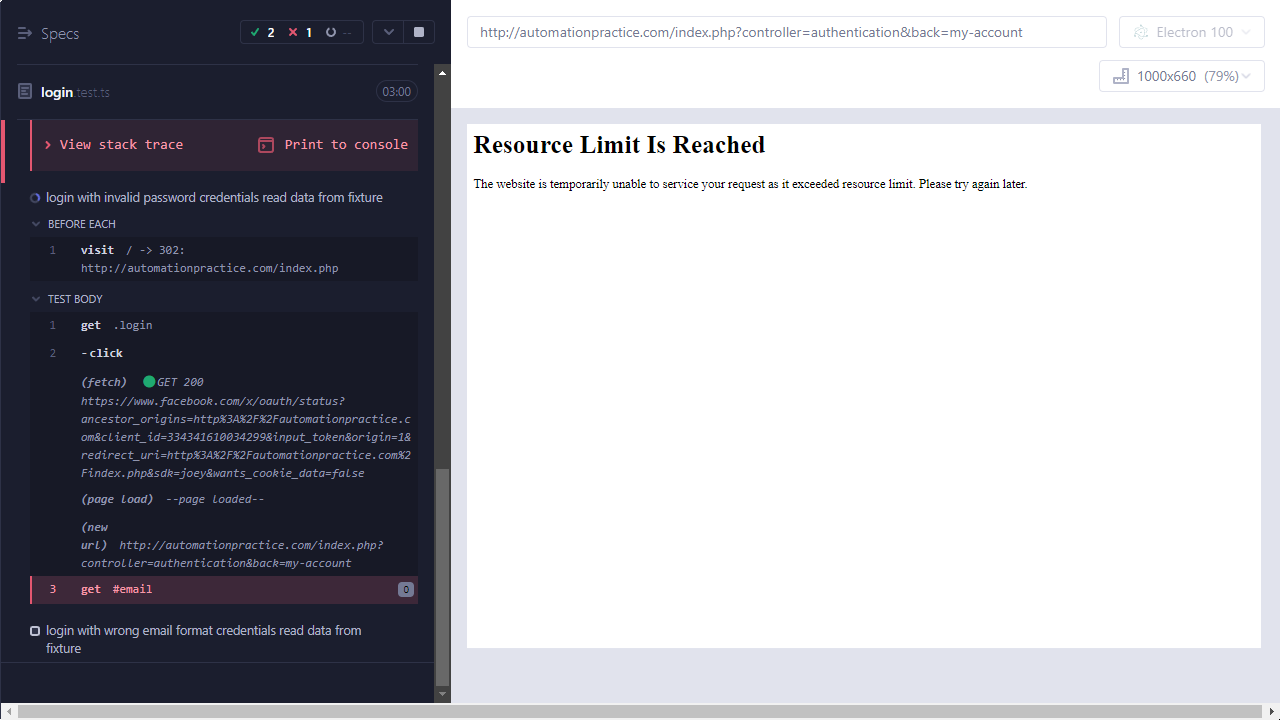 Specs
2
1
--
login.test.ts
03:00
View stack trace
Print to console
login with invalid password credentials read data from fixture
BEFORE EACH
1 visit / -> 302:
http://automationpractice.com/index.php
TEST BODY
1 get .login
2 -click
(fetch) GET 200
https://www.facebook.com/x/oauth/status?
ancestor_origins=http%3A%2F%2Fautomationpractice.c
om&client_id=334341610034299&input_token&origin=1&
redirect_uri=http%3A%2F%2Fautomationpractice.com%2
Findex.php&sdk=joey&wants_cookie_data=false
(page load) --page loaded--
(new
url) http://automationpractice.com/index.php?
controller=authentication&back=my-account
3 get #email 0
login with wrong email format credentials read data from
fixture
http://automationpractice.com/index.php?controller=authentication&back=my-account
Electron 100
1000x660 (79%)
Resource Limit Is Reached
The website is temporarily unable to service your request as it exceeded resource limit. Please try again later.